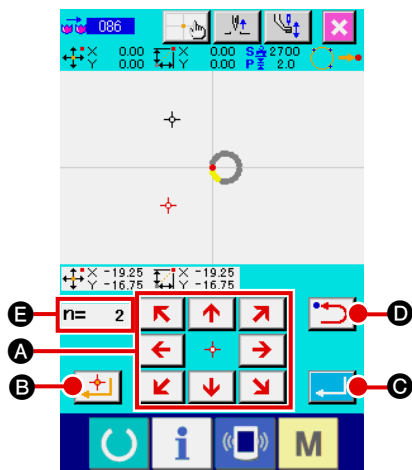 086
X 0.00 X 0.00 S 2700
Y 0.00 Y 0.00 P 2.0
X -19.25 X -19.25
Y -16.75 Y -16.75
E n= 2 D
A
B C
i M